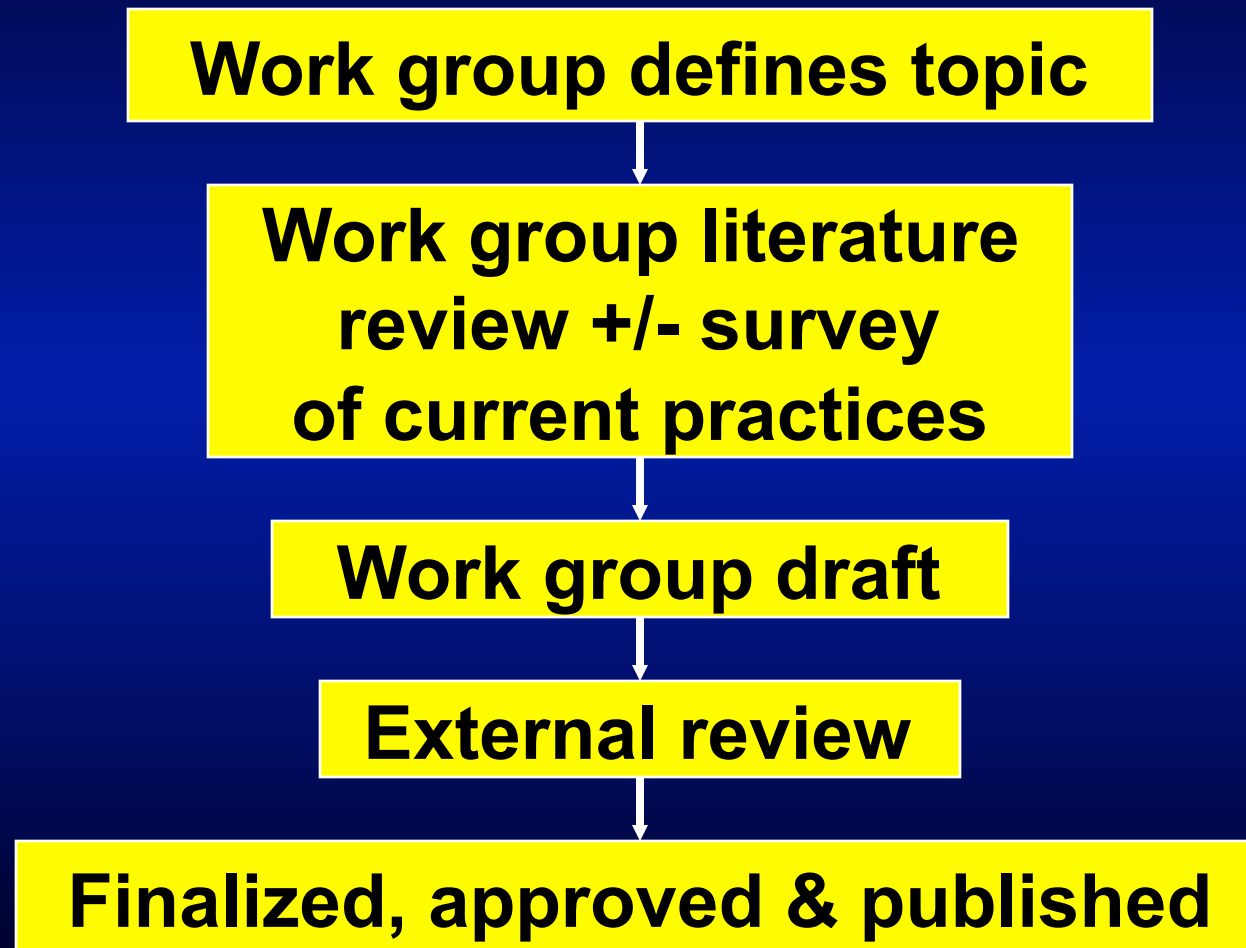 Work group defines topic
Work group literature
review +/- survey
of current practices
Work group draft
External review
Finalized, approved & published